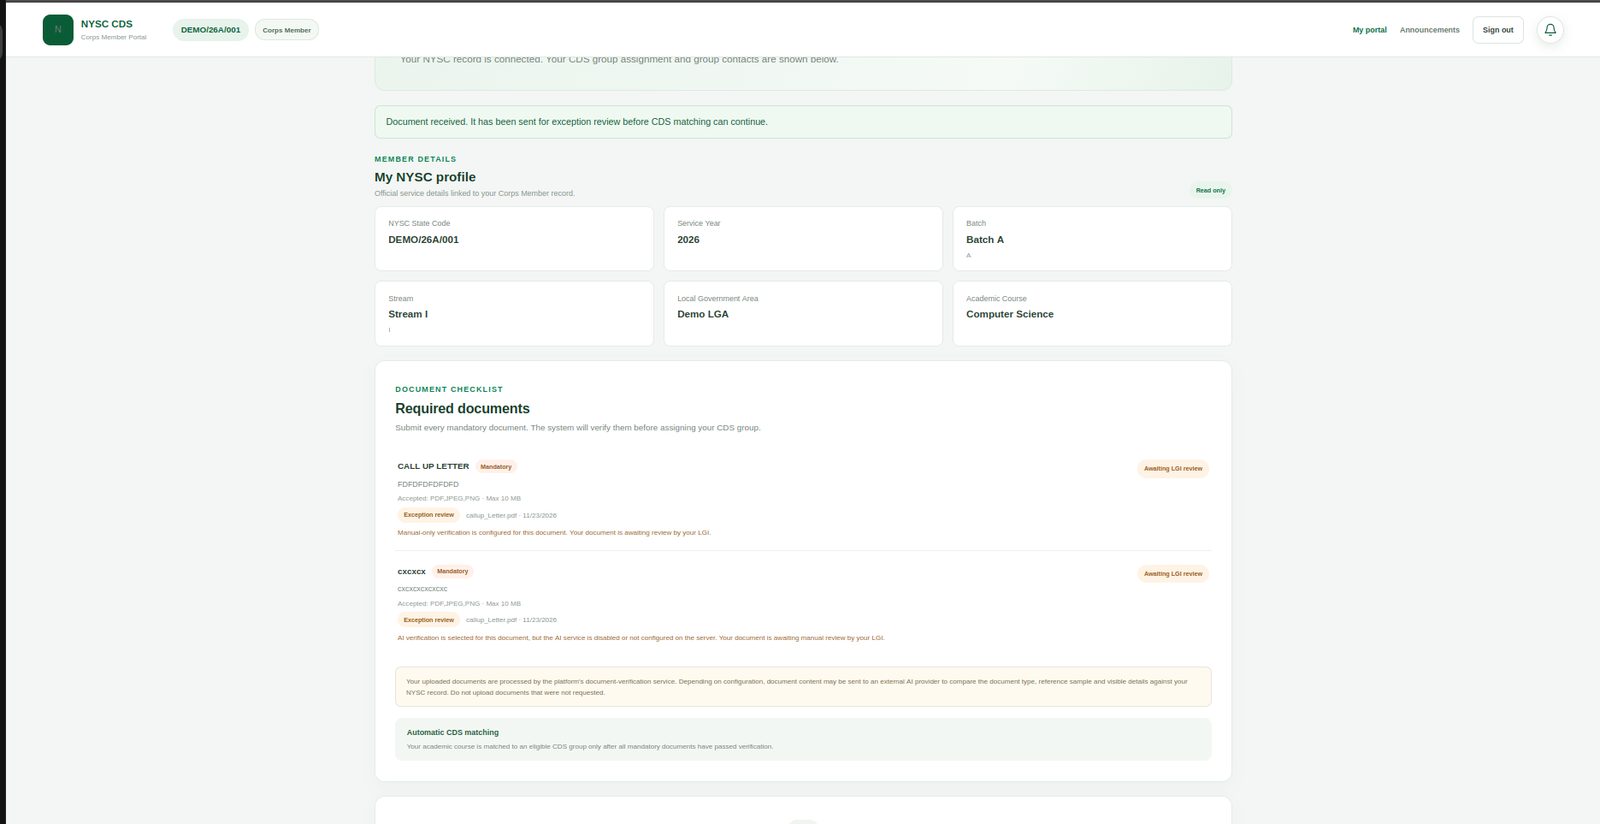 N
NYSC CDS
Corps Member Portal
DEMO/26A/001
Corps Member
My portal
Announcements
Sign out
Your NYSC record is connected. Your CDS group assignment and group contacts are shown below.
Document received. It has been sent for exception review before CDS matching can continue.
MEMBER DETAILS
My NYSC profile
Official service details linked to your Corps Member record.
Read only
NYSC State Code
DEMO/26A/001
Service Year
2026
Batch
Batch A
A
Stream
Stream I
I
Local Government Area
Demo LGA
Academic Course
Computer Science
DOCUMENT CHECKLIST
Required documents
Submit every mandatory document. The system will verify them before assigning your CDS group.
CALL UP LETTER
Mandatory
Awaiting LGI review
FDFDFDFDFDFD
Accepted: PDF,JPEG,PNG · Max 10 MB
Exception review
callup_Letter.pdf · 11/23/2026
Manual-only verification is configured for this document. Your document is awaiting review by your LGI.
cxcxcx
Mandatory
Awaiting LGI review
cxcxcxcxcxcxc
Accepted: PDF,JPEG,PNG · Max 10 MB
Exception review
callup_Letter.pdf · 11/23/2026
AI verification is selected for this document, but the AI service is disabled or not configured on the server. Your document is awaiting manual review by your LGI.
Your uploaded documents are processed by the platform's document-verification service. Depending on configuration, document content may be sent to an external AI provider to compare the document type, reference sample and visible details against your
NYSC record. Do not upload documents that were not requested.
Automatic CDS matching
Your academic course is matched to an eligible CDS group only after all mandatory documents have passed verification.